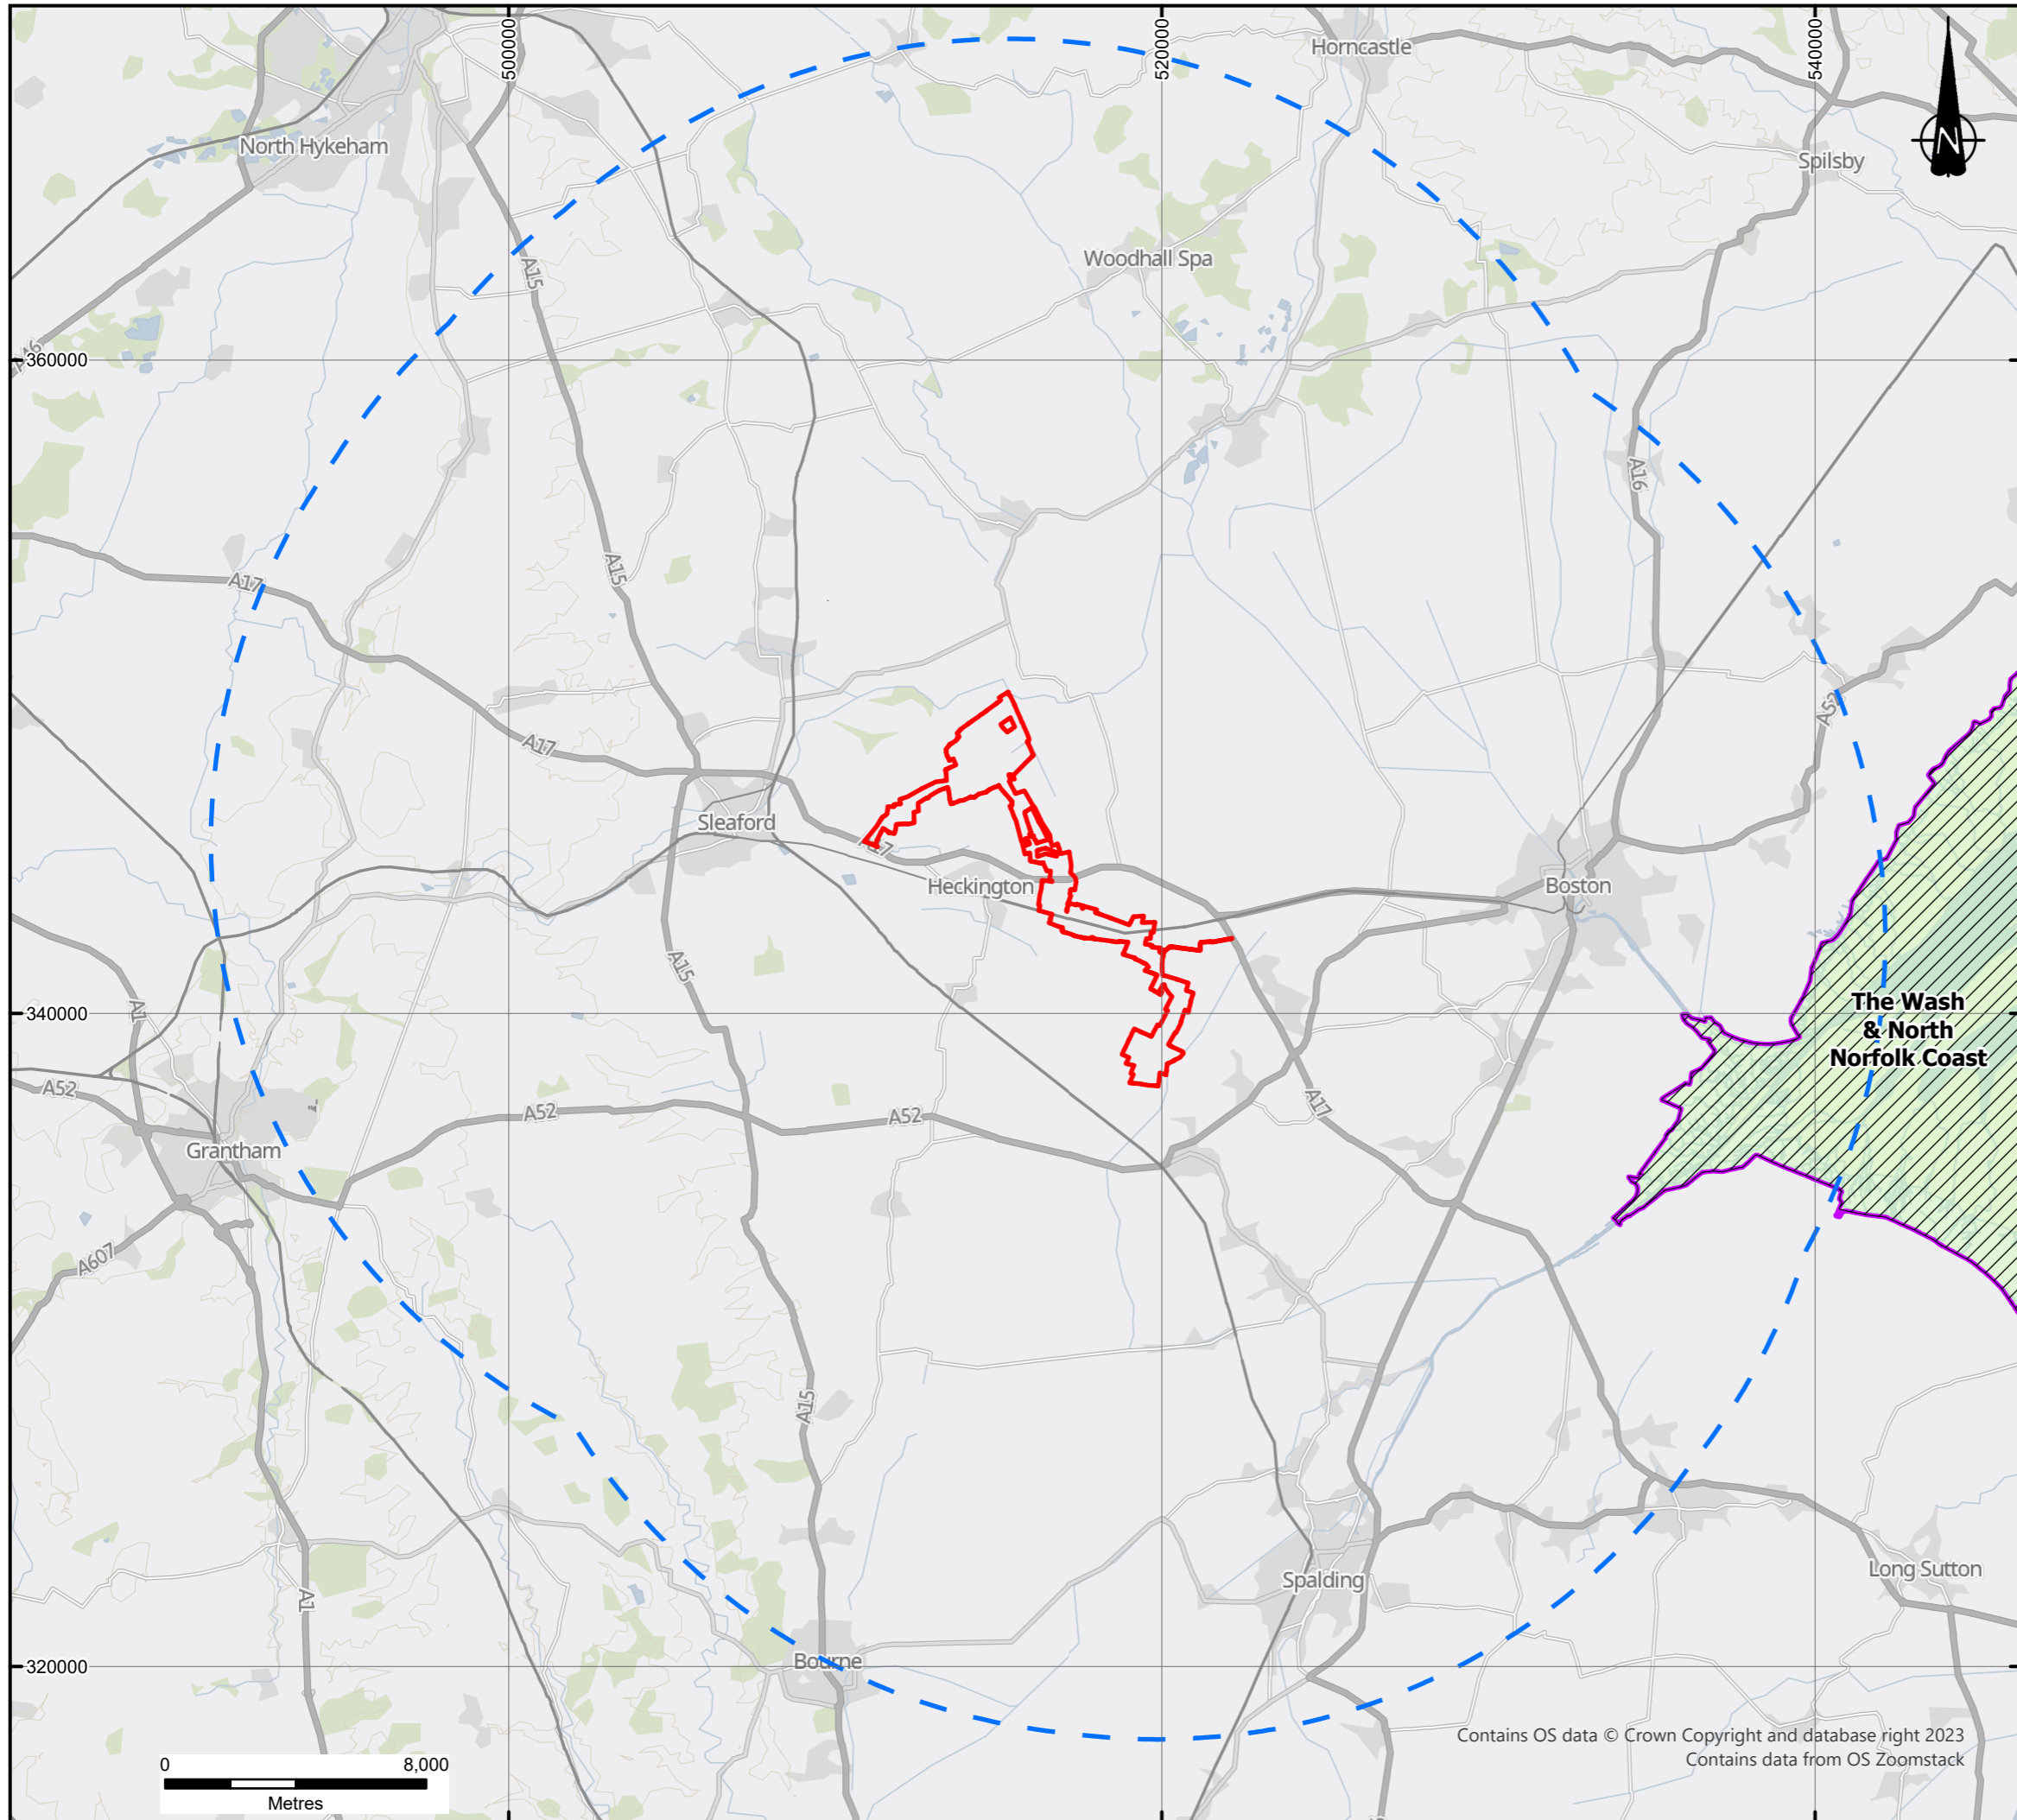 500000
520000
540000
Horncastle
North Hykeham
N
Spilsby
Woodhall Spa
A15
360000
A16
A15
A17
A17
Sleaford
A17
Heckington
Boston
A15
A1
340000
The Wash
& North
Norfolk Coast
A52
A52
A52
A17
Grantham
A607
A15
Long Sutton
Spalding
A1
320000
Bourne
Contains OS data © Crown Copyright and database right 2023
Contains data from OS Zoomstack
0
8,000
Metres